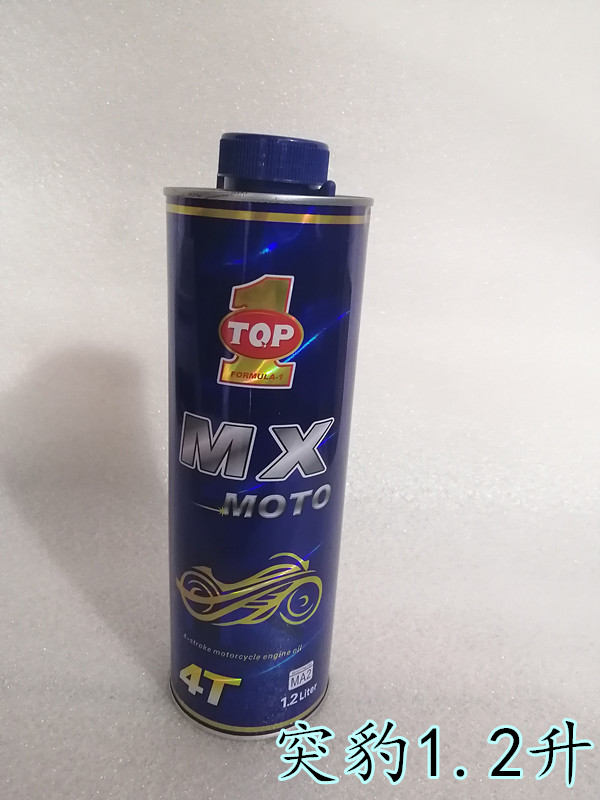 1
TOP
FORMULA-1
MX
MOTO
4-stroke motorcycle engine oil
4T
MA2
1.2 Liter
突豹1.2升